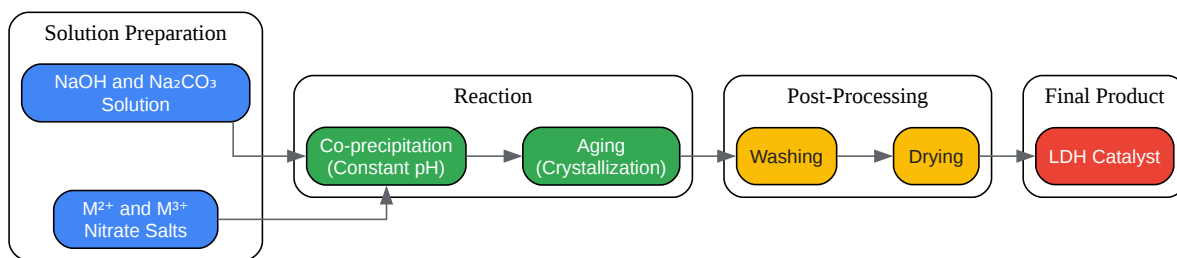 Solution Preparation
NaOH and Na₂CO₃
Solution
M²⁺ and M³⁺
Nitrate Salts
Reaction
Co-precipitation
(Constant pH)
Aging
(Crystallization)
Post-Processing
Washing
Drying
Final Product
LDH Catalyst